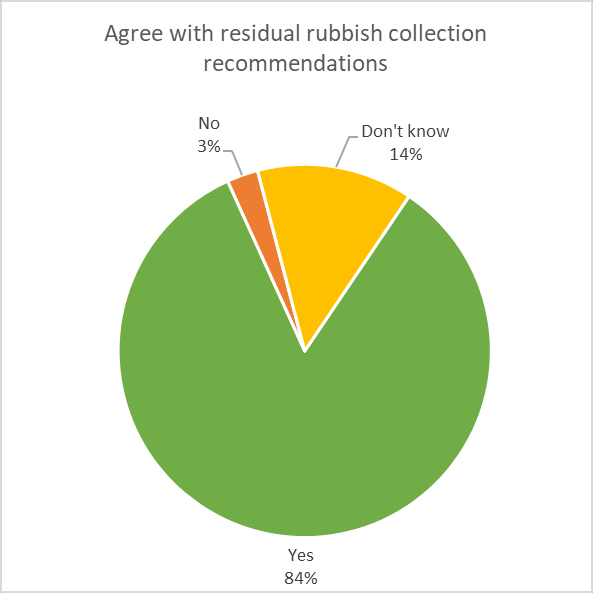 Agree with residual rubbish collection
recommendations
No
3%
Don't know
14%
Yes
84%